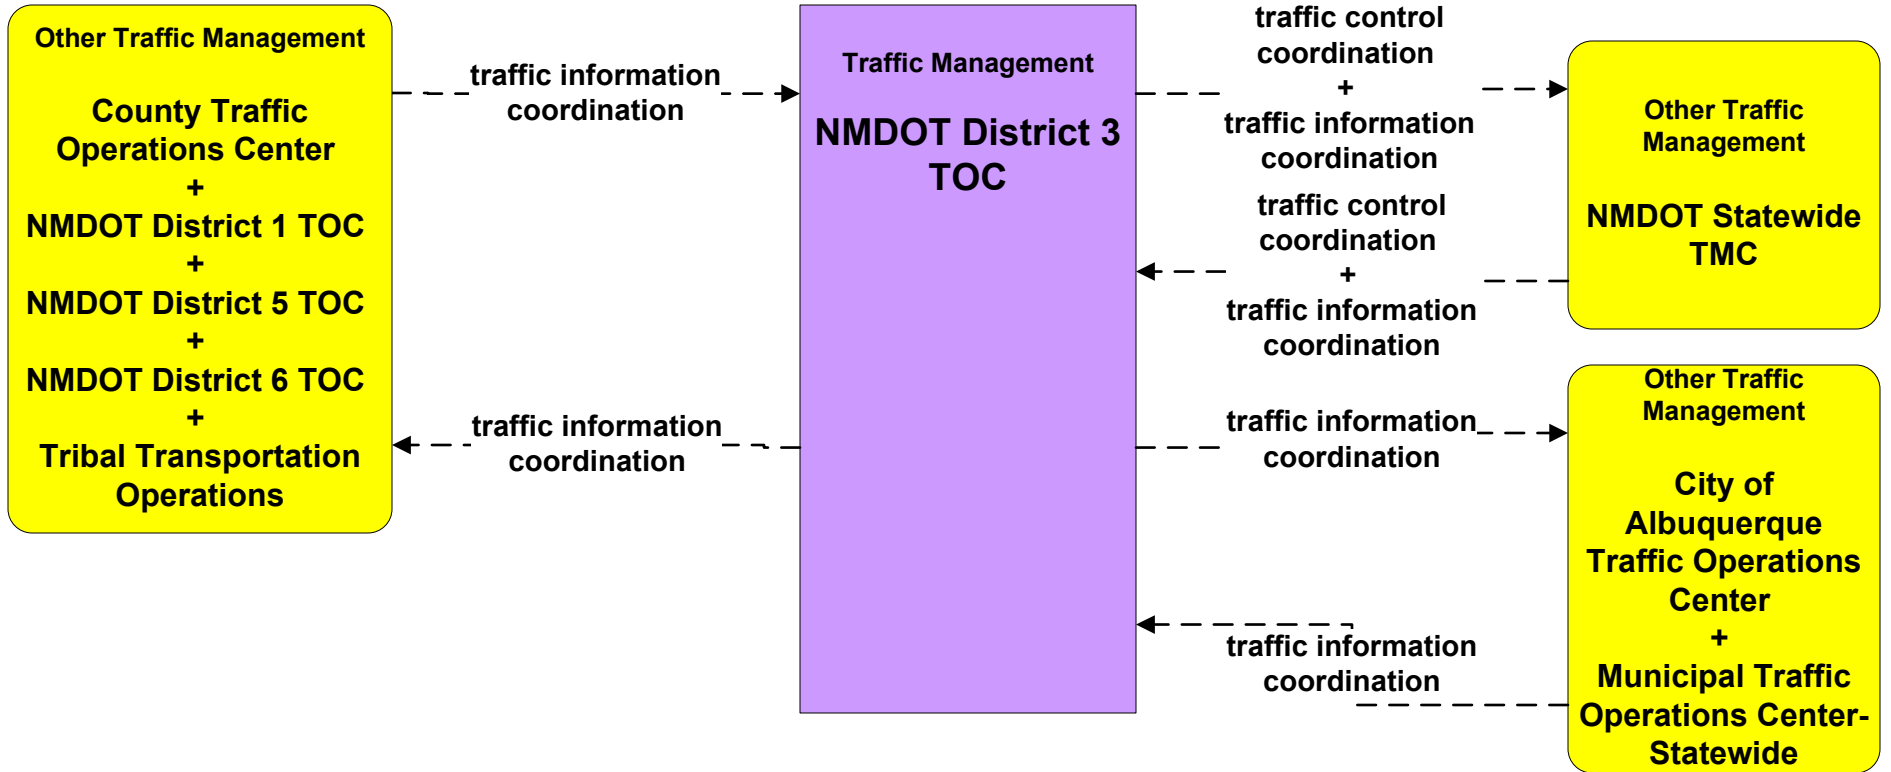 Other Traffic Management
County Traffic
Operations Center
+
NMDOT District 1 TOC
+
NMDOT District 5 TOC
+
NMDOT District 6 TOC
+
Tribal Transportation
Operations
traffic information
coordination
traffic information
coordination
Traffic Management
NMDOT District 3
TOC
traffic control
coordination
+
traffic information
coordination
traffic control
coordination
+
traffic information
coordination
traffic information
coordination
traffic information
coordination
Other Traffic
Management
NMDOT Statewide
TMC
Other Traffic
Management
City of
Albuquerque
Traffic Operations
Center
+
Municipal Traffic
Operations Center-
Statewide